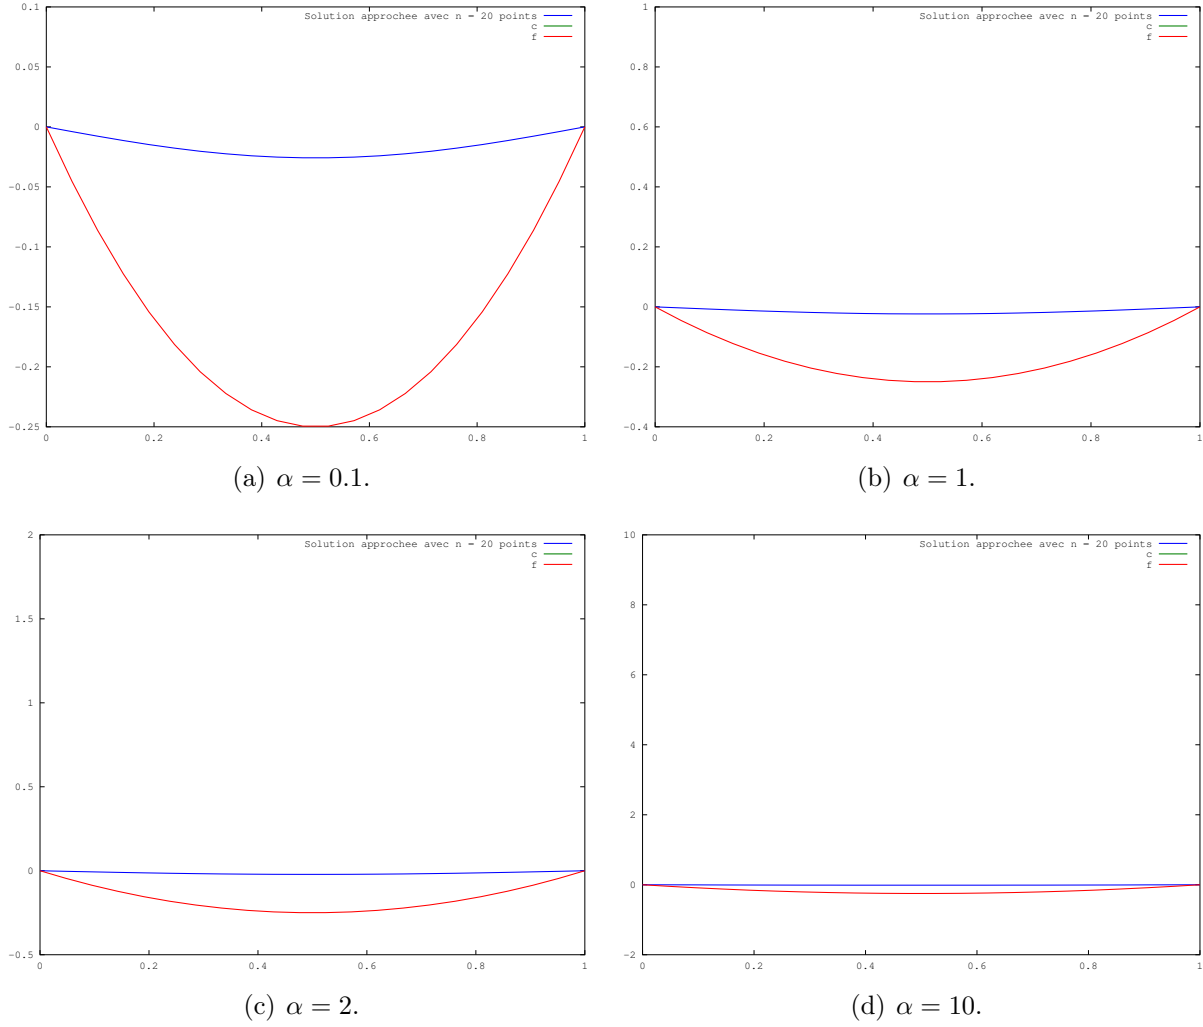 0.1
Solution approchee avec n = 20 points
c
f
0.05
0
-0.05
-0.1
-0.15
-0.2
-0.25
0 0.2 0.4 0.6 0.8 1
(a) α = 0.1.
1
Solution approchee avec n = 20 points
c
f
0.8
0.6
0.4
0.2
0
-0.2
-0.4
0 0.2 0.4 0.6 0.8 1
(b) α = 1.
2
Solution approchee avec n = 20 points
c
f
1.5
1
0.5
0
-0.5
0 0.2 0.4 0.6 0.8 1
(c) α = 2.
10
Solution approchee avec n = 20 points
c
f
8
6
4
2
0
-2
0 0.2 0.4 0.6 0.8 1
(d) α = 10.